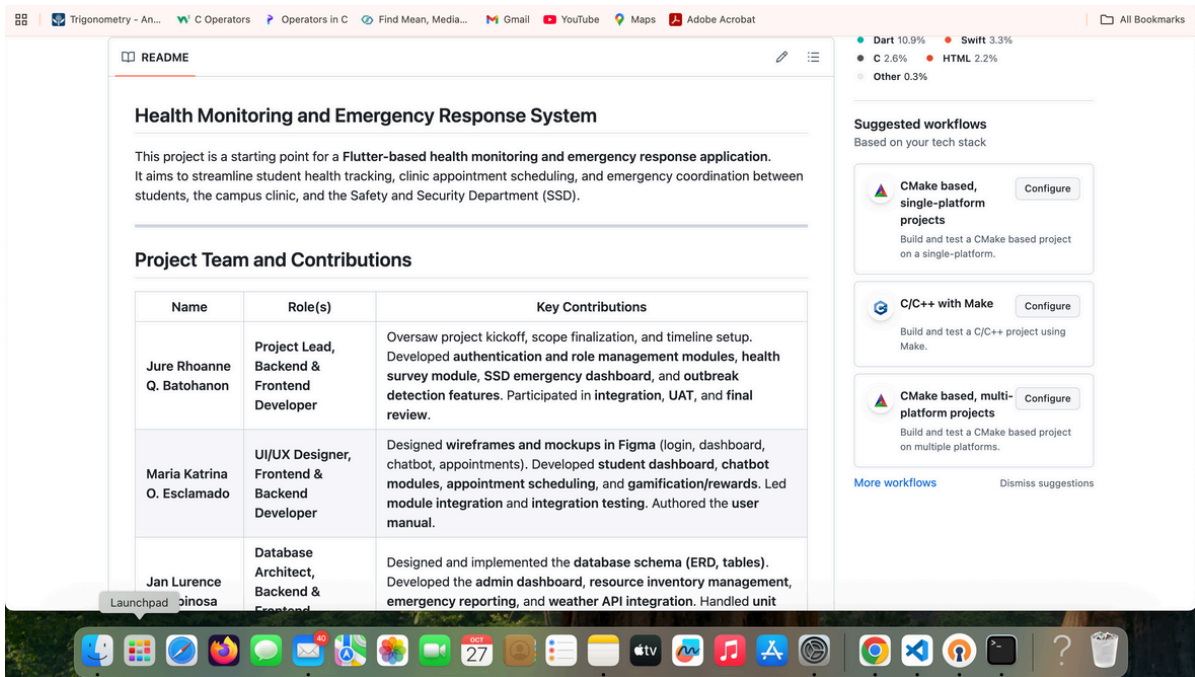 Trigonometry - An...
C Operators
Operators in C
Find Mean, Media...
Gmail
YouTube
Maps
Adobe Acrobat
All Bookmarks
README
Health Monitoring and Emergency Response System
This project is a starting point for a Flutter-based health monitoring and emergency response application.
It aims to streamline student health tracking, clinic appointment scheduling, and emergency coordination between
students, the campus clinic, and the Safety and Security Department (SSD).
Project Team and Contributions
Name
Role(s)
Key Contributions
Jure Rhoanne
Q. Batohanon
Project Lead,
Backend &
Frontend
Developer
Oversaw project kickoff, scope finalization, and timeline setup.
Developed authentication and role management modules, health
survey module, SSD emergency dashboard, and outbreak
detection features. Participated in integration, UAT, and final
review.
Maria Katrina
O. Esclamado
UI/UX Designer,
Frontend &
Backend
Developer
Designed wireframes and mockups in Figma (login, dashboard,
chatbot, appointments). Developed student dashboard, chatbot
modules, appointment scheduling, and gamification/rewards. Led
module integration and integration testing. Authored the user
manual.
Jan Lurence
Database
Architect,
Backend &
Frontend
Designed and implemented the database schema (ERD, tables).
Developed the admin dashboard, resource inventory management,
emergency reporting, and weather API integration. Handled unit
Dart 10.9%
Swift 3.3%
C 2.6%
HTML 2.2%
Other 0.3%
Suggested workflows
Based on your tech stack
CMake based,
single-platform
projects
Configure
Build and test a CMake based project
on a single-platform.
C/C++ with Make
Configure
Build and test a C/C++ project using
Make.
CMake based, multi-
platform projects
Configure
Build and test a CMake based project
on multiple platforms.
More workflows
Dismiss suggestions
Launchpad
40
OCT
27
tv